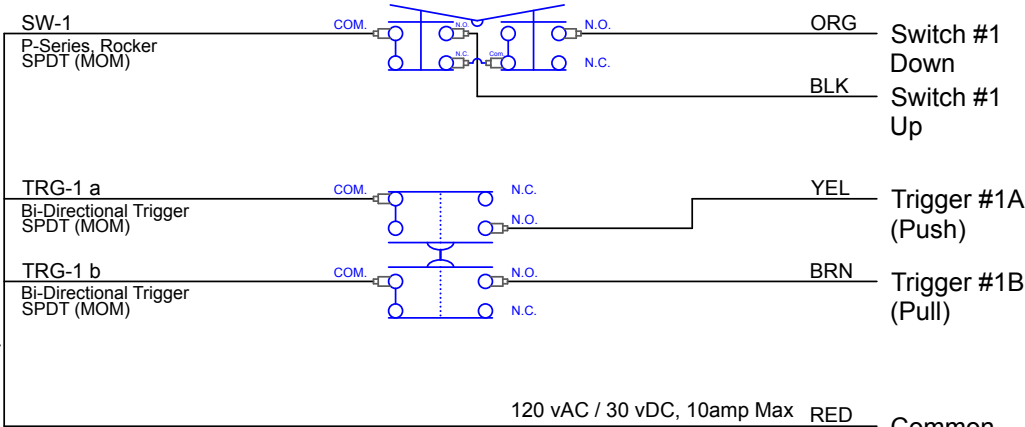 SW-1
P-Series, Rocker
SPDT (MOM)
COM.
N.O.
N.C.
Com.
N.O.
N.C.
ORG
Switch #1
Down
BLK
Switch #1
Up
TRG-1 a
Bi-Directional Trigger
SPDT (MOM)
COM.
N.C.
N.O.
YEL
Trigger #1A
(Push)
TRG-1 b
Bi-Directional Trigger
SPDT (MOM)
COM.
N.O.
N.C.
BRN
Trigger #1B
(Pull)
120 vAC / 30 vDC, 10amp Max
RED
Common